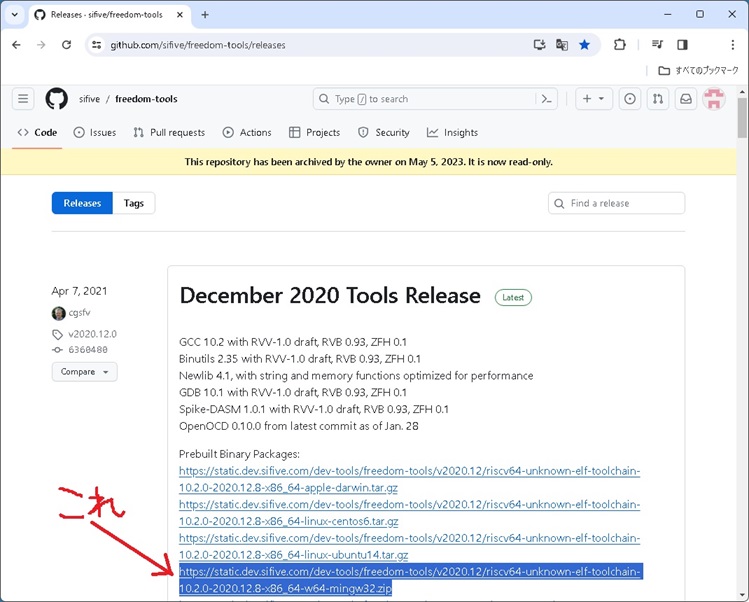 Releases · sifive/freedom-tools
github.com/sifive/freedom-tools/releases
すべてのブックマーク
sifive / freedom-tools
Type / to search
Code
Issues
Pull requests
Actions
Projects
Security
Insights
This repository has been archived by the owner on May 5, 2023. It is now read-only.
Releases
Tags
Find a release
Apr 7, 2021
cgsfv
v2020.12.0
6360480
Compare
December 2020 Tools Release
Latest
GCC 10.2 with RVV-1.0 draft, RVB 0.93, ZFH 0.1
Binutils 2.35 with RVV-1.0 draft, RVB 0.93, ZFH 0.1
Newlib 4.1, with string and memory functions optimized for performance
GDB 10.1 with RVV-1.0 draft, RVB 0.93, ZFH 0.1
Spike-DASM 1.0.1 with RVV-1.0 draft, RVB 0.93, ZFH 0.1
OpenOCD 0.10.0 from latest commit as of Jan. 28
Prebuilt Binary Packages:
https://static.dev.sifive.com/dev-tools/freedom-tools/v2020.12/riscv64-unknown-elf-toolchain-
10.2.0-2020.12.8-x86_64-apple-darwin.tar.gz
https://static.dev.sifive.com/dev-tools/freedom-tools/v2020.12/riscv64-unknown-elf-toolchain-
10.2.0-2020.12.8-x86_64-linux-centos6.tar.gz
https://static.dev.sifive.com/dev-tools/freedom-tools/v2020.12/riscv64-unknown-elf-toolchain-
10.2.0-2020.12.8-x86_64-linux-ubuntu14.tar.gz
https://static.dev.sifive.com/dev-tools/freedom-tools/v2020.12/riscv64-unknown-elf-toolchain-
10.2.0-2020.12.8-x86_64-w64-mingw32.zip
これ